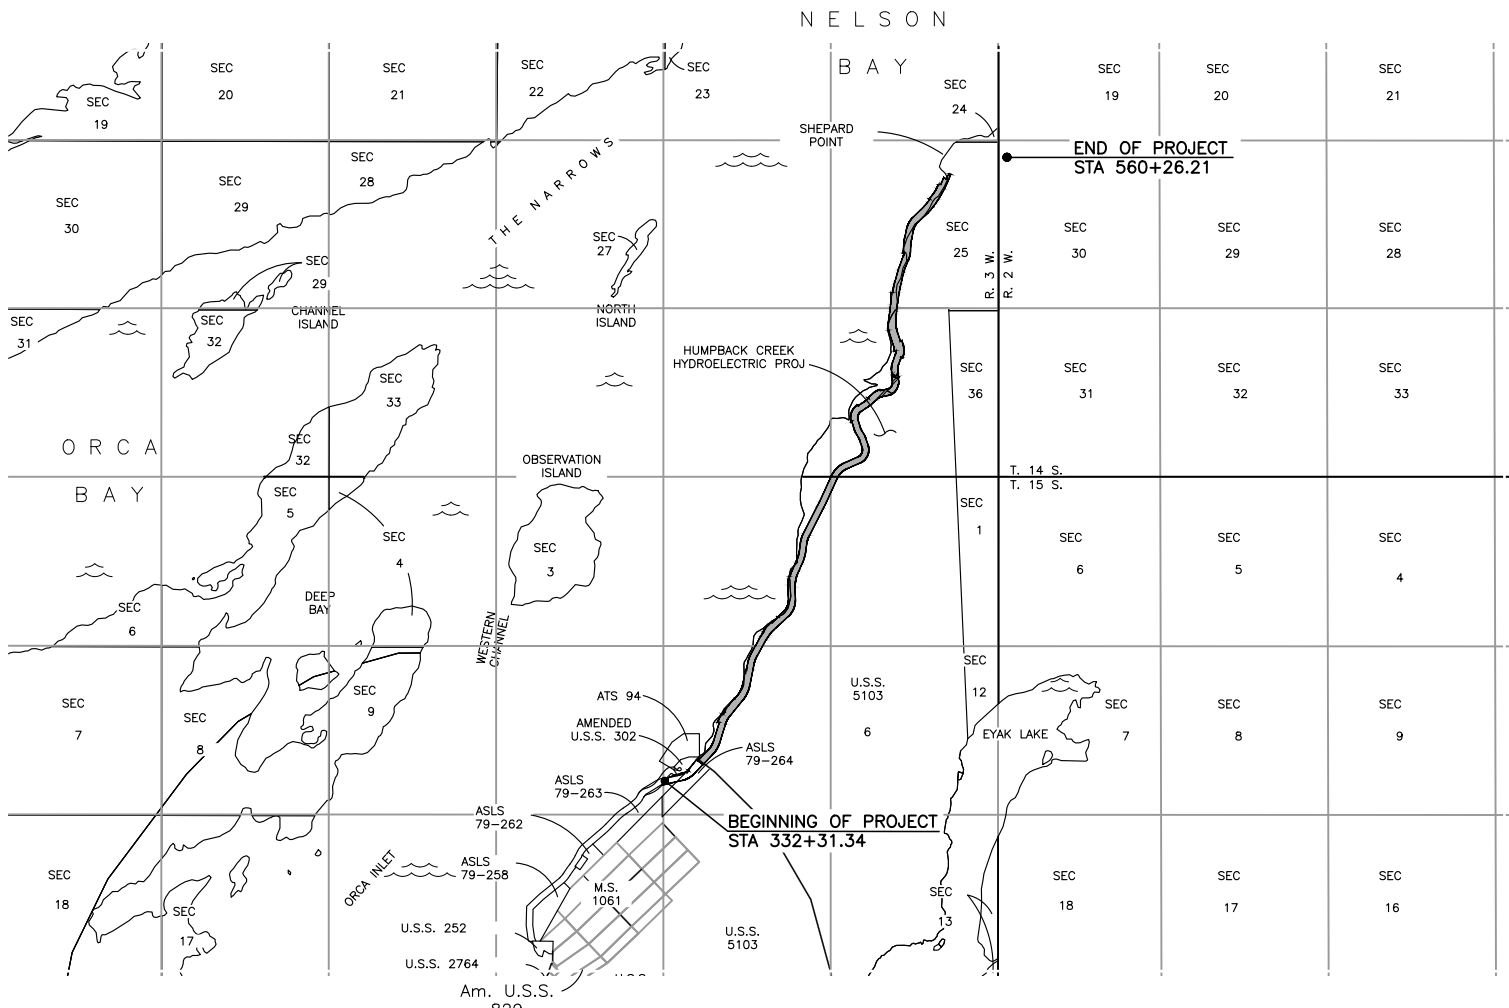 NELSON
BAY
SEC
20
SEC
21
SEC
22
SEC
23
SEC
24
SEC
19
SEC
20
SEC
21
SEC
19
SHEPARD
POINT
END OF PROJECT
STA 560+26.21
SEC
28
SEC
29
SEC
30
THE NARROWS
SEC
27
SEC
25
R. 3 W.
R. 2 W.
SEC
30
SEC
29
SEC
28
SEC
29
CHANNEL
ISLAND
NORTH
ISLAND
SEC
31
SEC
32
HUMPBACK CREEK
HYDROELECTRIC PROJ
SEC
33
SEC
36
SEC
31
SEC
32
SEC
33
ORCA
BAY
SEC
32
OBSERVATION
ISLAND
T. 14 S.
T. 15 S.
SEC
5
SEC
4
SEC
3
SEC
1
SEC
6
SEC
5
SEC
4
SEC
6
DEEP
BAY
WESTERN
CHANNEL
SEC
7
SEC
8
SEC
9
ATS 94
AMENDED
U.S.S. 302
U.S.S.
5103
6
SEC
12
EYAK LAKE
SEC
7
SEC
8
SEC
9
ASLS
79-264
ASLS
79-263
ASLS
79-262
BEGINNING OF PROJECT
STA 332+31.34
ORCA INLET
ASLS
79-258
M.S.
1061
SEC
18
SEC
17
U.S.S. 252
U.S.S. 2764
U.S.S.
5103
SEC
13
SEC
18
SEC
17
SEC
16
Am. U.S.S.